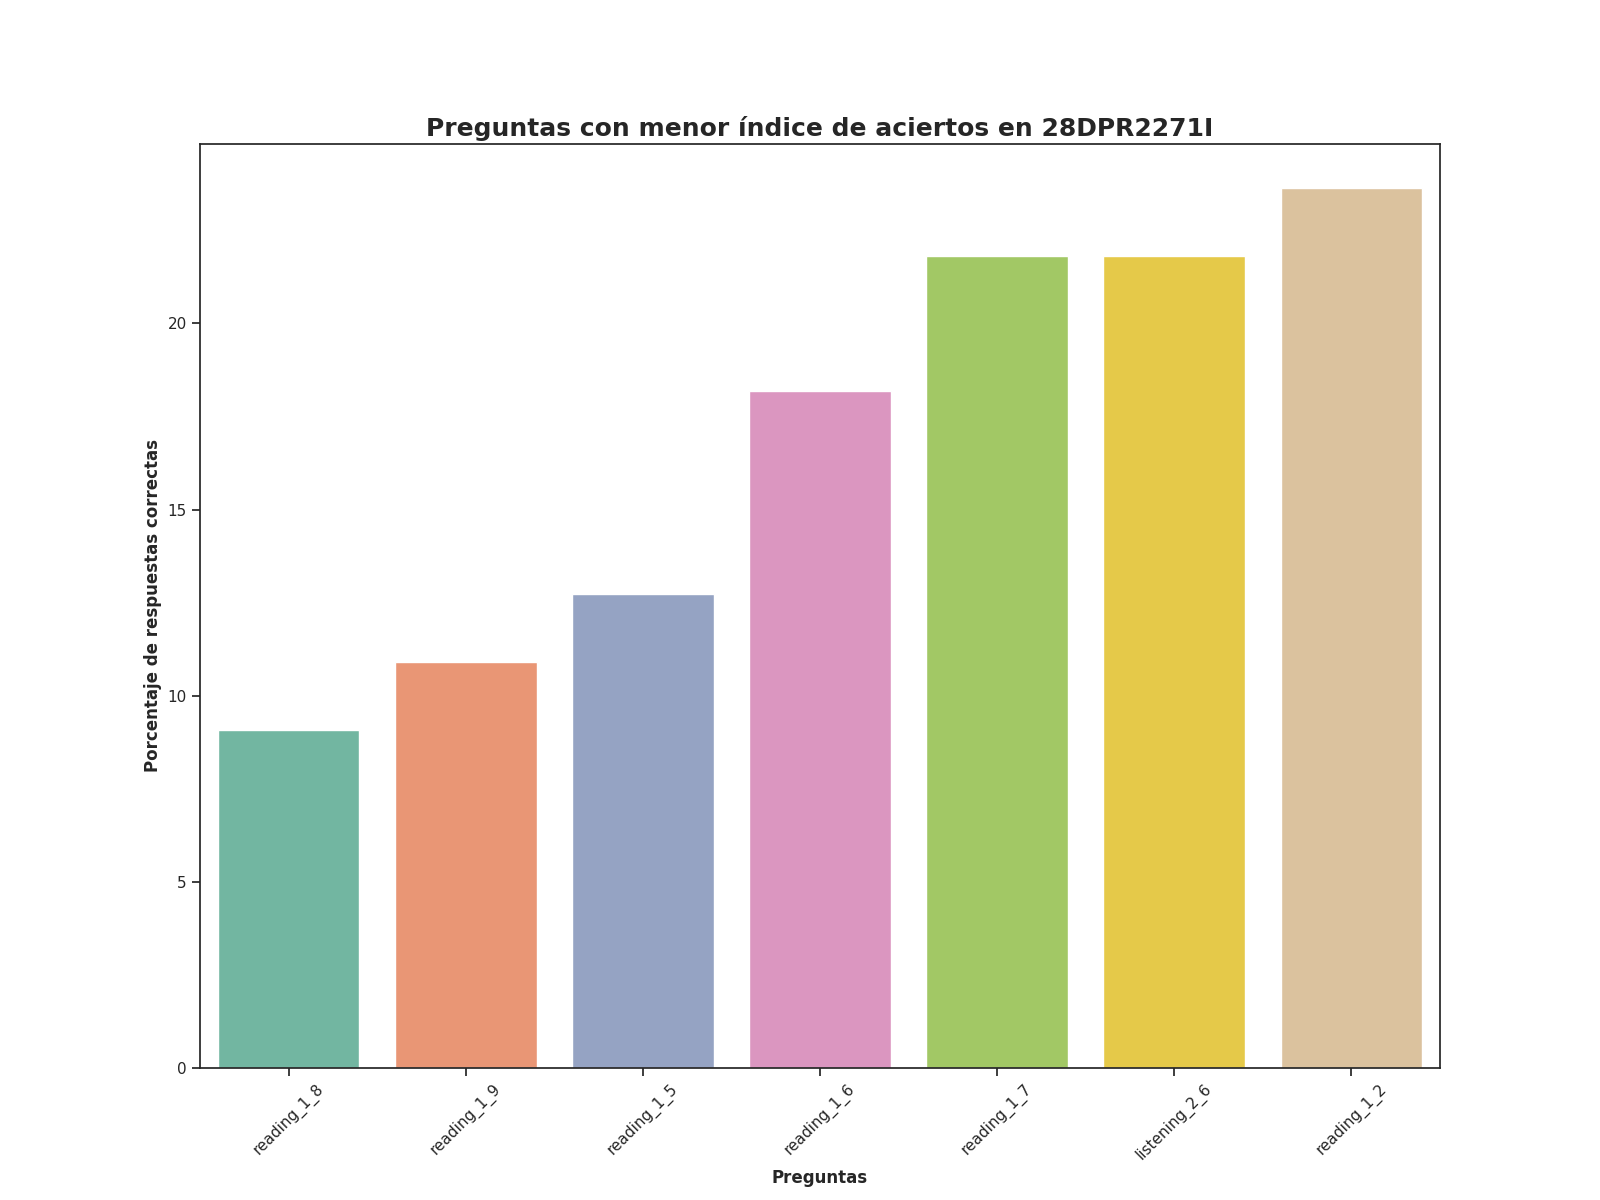 Preguntas con menor índice de aciertos en 28DPR2271I
Porcentaje de respuestas correctas
20
15
10
5
0
reading_1_8
reading_1_9
reading_1_5
reading_1_6
reading_1_7
listening_2_6
reading_1_2
Preguntas